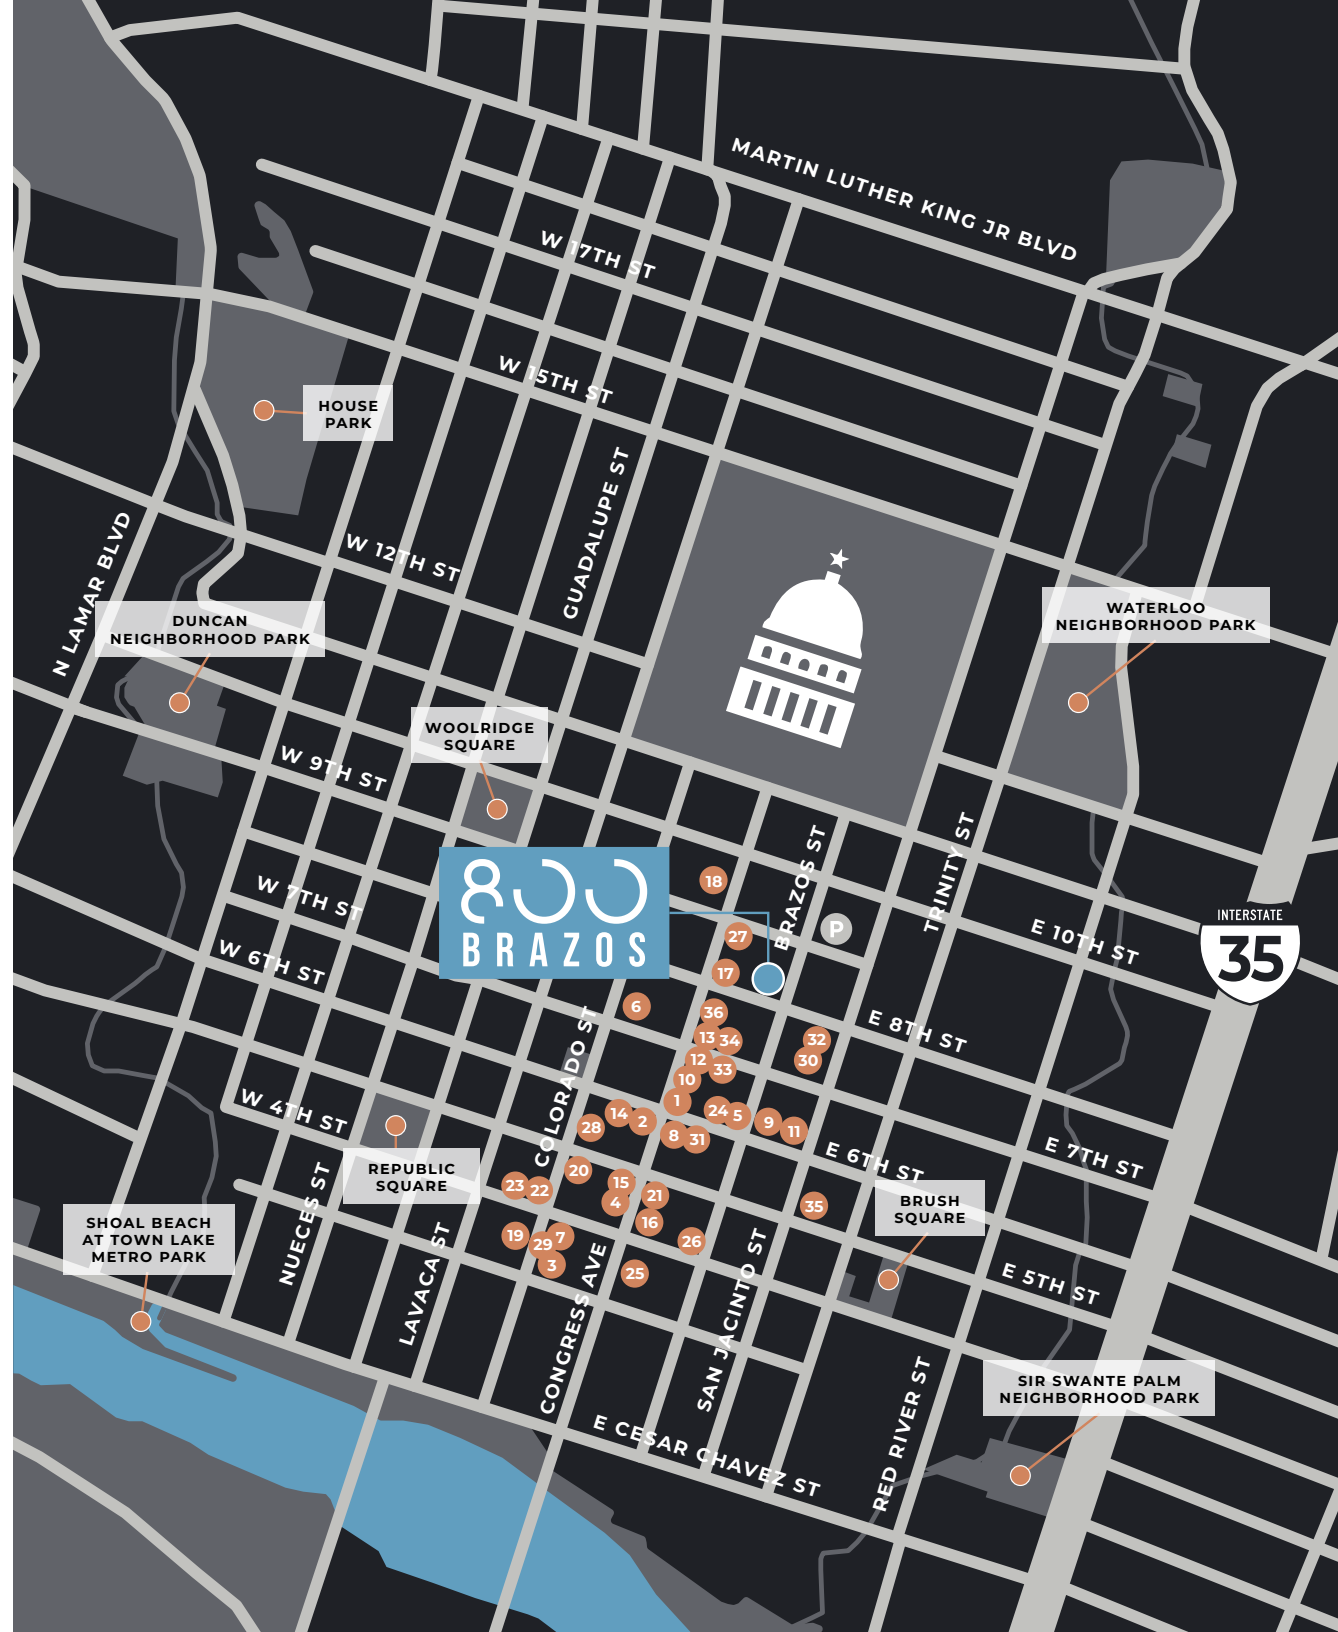 MARTIN LUTHER KING JR BLVD
W 17TH ST
W 15TH ST
HOUSE
PARK
GUADALUPE ST
N LAMAR BLVD
W 12TH ST
DUNCAN
NEIGHBORHOOD PARK
WATERLOO
NEIGHBORHOOD PARK
WOOLRIDGE
SQUARE
W 9TH ST
BRAZOS ST
TRINITY ST
800
BRAZOS
18
27
P
17
W 7TH ST
W 6TH ST
E 10TH ST
INTERSTATE
35
6
36
13
34
32
30
12
33
10
E 8TH ST
COLORADO ST
1
24
5
9
11
14
2
28
8
31
W 4TH ST
REPUBLIC
SQUARE
E 6TH ST
E 7TH ST
20
23
22
15
4
21
16
35
BRUSH
SQUARE
SHOAL BEACH
AT TOWN LAKE
METRO PARK
NUECES ST
LAVACA ST
19
29
7
3
26
25
CONGRESS AVE
SAN JACINTO ST
E 5TH ST
RED RIVER ST
SIR SWANTE PALM
NEIGHBORHOOD PARK
E CESAR CHAVEZ ST